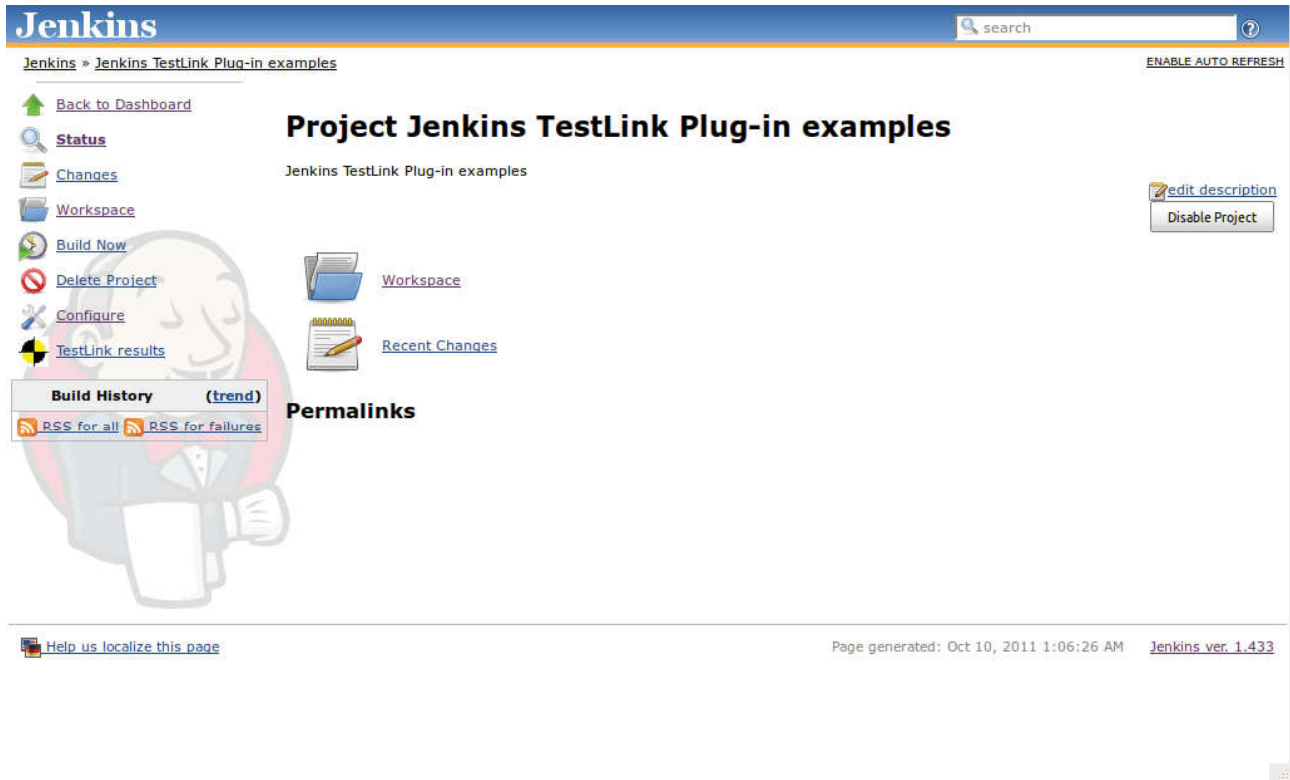 Jenkins
search
Jenkins » Jenkins TestLink Plug-in examples
ENABLE AUTO REFRESH
Back to Dashboard
Status
Changes
Workspace
Build Now
Delete Project
Configure
TestLink results
Build History (trend)
RSS for all RSS for failures
Project Jenkins TestLink Plug-in examples
Jenkins TestLink Plug-in examples
edit description
Disable Project
Workspace
Recent Changes
Permalinks
Help us localize this page
Page generated: Oct 10, 2011 1:06:26 AM Jenkins ver. 1.433